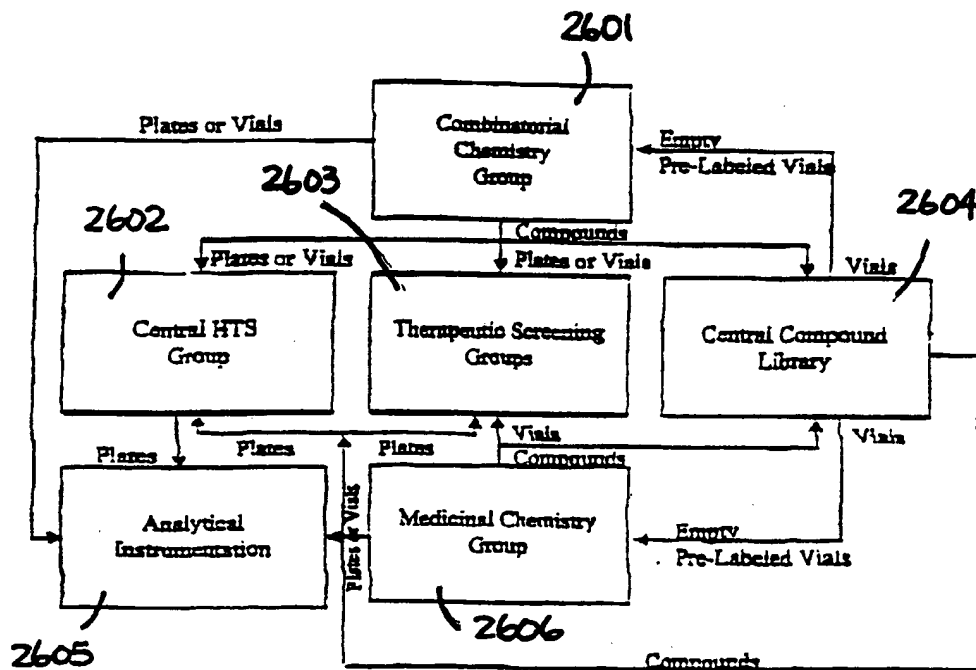 2601
Plates or Vials
Combinatorial
Chemistry
Group
Empty
Pre-Labeled Vials
2603
2604
2602
Compounds
Plates or Vials
Plates or Vials
Vials
Central HTS
Group
Therapeutic Screening
Groups
Central Compound
Library
Plates
Plates
Plates
Vials
Compounds
Vials
Analytical
Instrumentation
Plates or Vials
Medicinal Chemistry
Group
Empty
Pre-Labeled Vials
2605
2606
Compounds